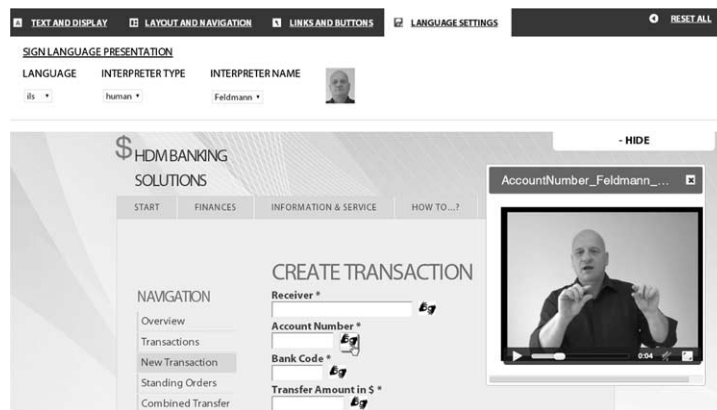 TEXT AND DISPLAY LAYOUT AND NAVIGATION LINKS AND BUTTONS LANGUAGE SETTINGS RESET ALL
SIGN LANGUAGE PRESENTATION
LANGUAGE INTERPRETER TYPE INTERPRETER NAME
ils human Feldmann
- HIDE
$ HDM BANKING
SOLUTIONS
AccountNumber_Feldmann_...
START FINANCES INFORMATION & SERVICE HOW TO...?
CREATE TRANSACTION
NAVIGATION
Receiver *
Overview
Account Number *
Transactions
New Transaction
Bank Code *
0:04
Standing Orders
Transfer Amount in $ *
Combined Transfer